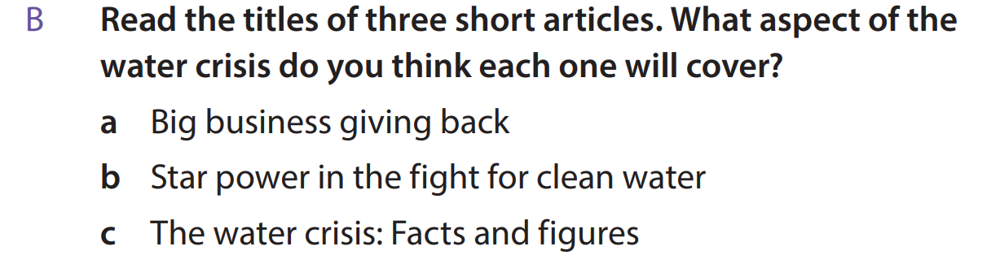 B Read the titles of three short articles. What aspect of the
water crisis do you think each one will cover?
a Big business giving back
b Star power in the fight for clean water
c The water crisis: Facts and figures